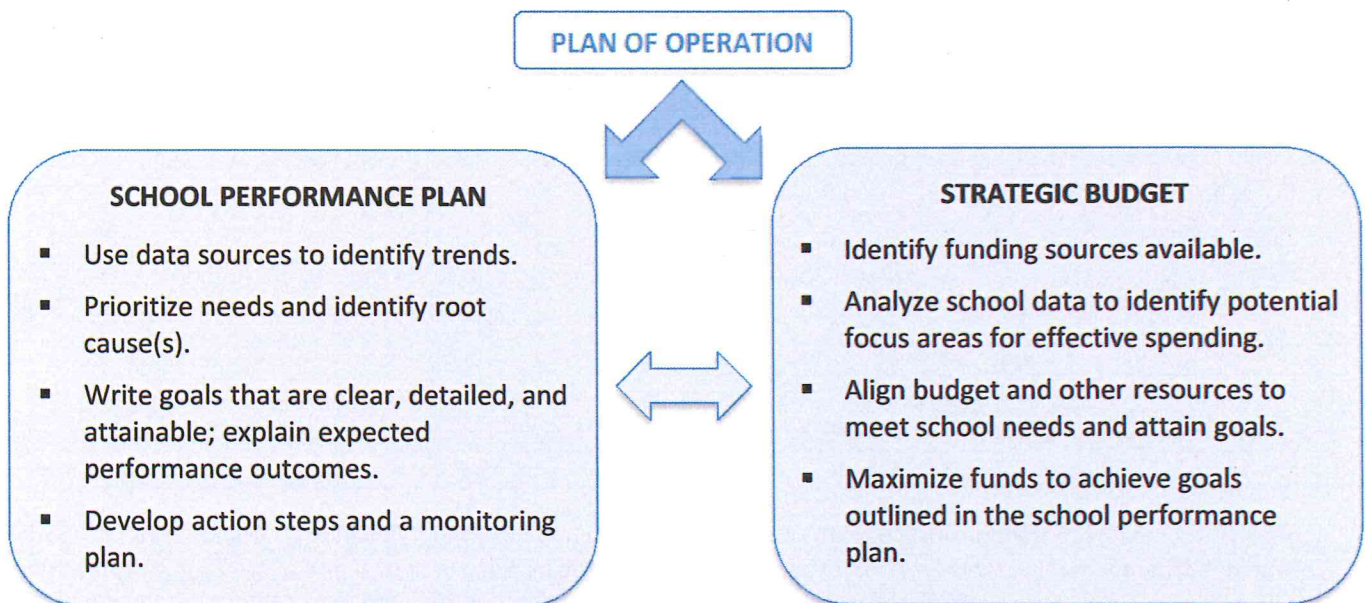 PLAN OF OPERATION
SCHOOL PERFORMANCE PLAN
▪ Use data sources to identify trends.
▪ Prioritize needs and identify root
cause(s).
▪ Write goals that are clear, detailed, and
attainable; explain expected
performance outcomes.
▪ Develop action steps and a monitoring
plan.
STRATEGIC BUDGET
▪ Identify funding sources available.
▪ Analyze school data to identify potential
focus areas for effective spending.
▪ Align budget and other resources to
meet school needs and attain goals.
▪ Maximize funds to achieve goals
outlined in the school performance
plan.